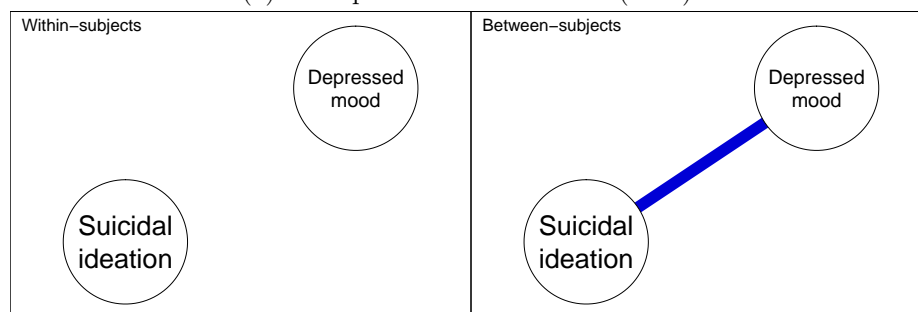 Within−subjects
Depressed
mood
Suicidal
ideation
Between−subjects
Depressed
mood
Suicidal
ideation